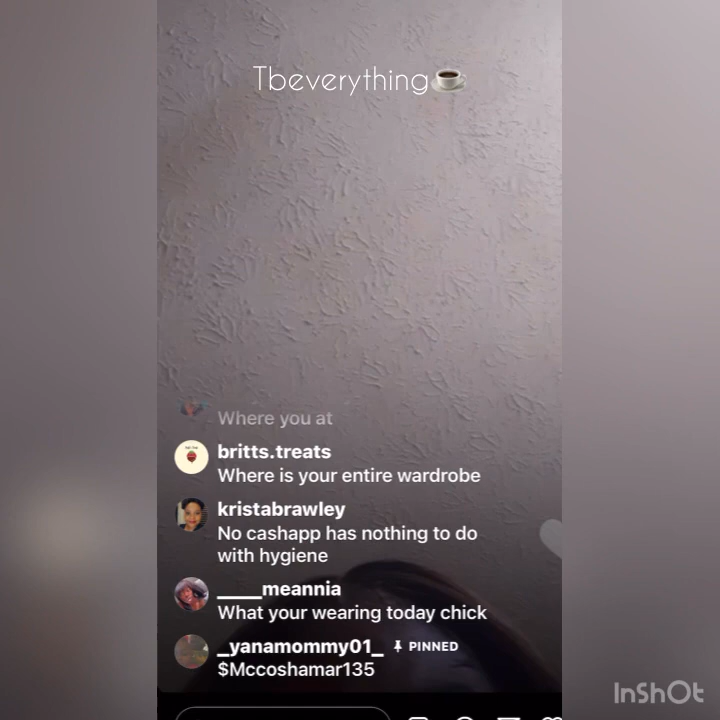 Tbeverything☕
Where you at
britts.treats
Where is your entire wardrobe
kristabrawley
No cashapp has nothing to do
with hygiene
____meannia
What your wearing today chick
_yanamommy01_ PINNED
$Mccoshamar135
InShOt